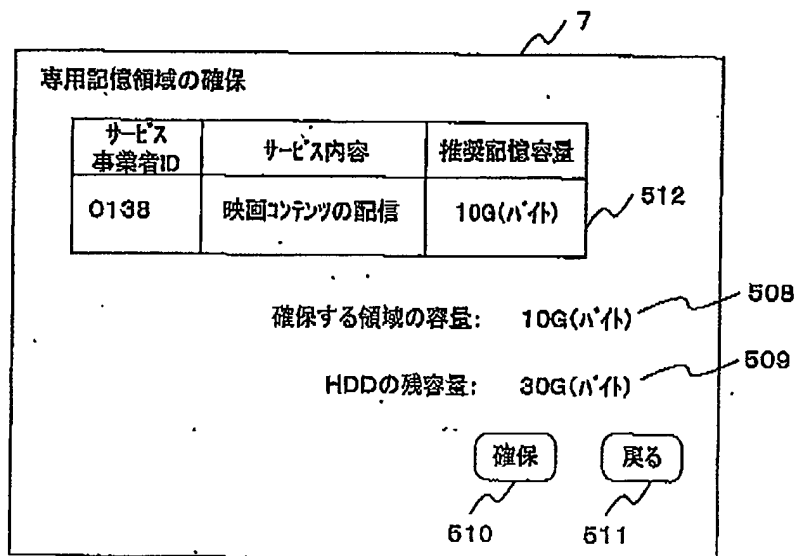 7
専用記憶領域の確保
サービス
事業者ID
サービス内容
推奨記憶容量
0138
映画コンテンツの配信
10G(バイト)
512
確保する領域の容量: 10G(バイト)
508
HDDの残容量: 30G(バイト)
509
確保
戻る
510
511